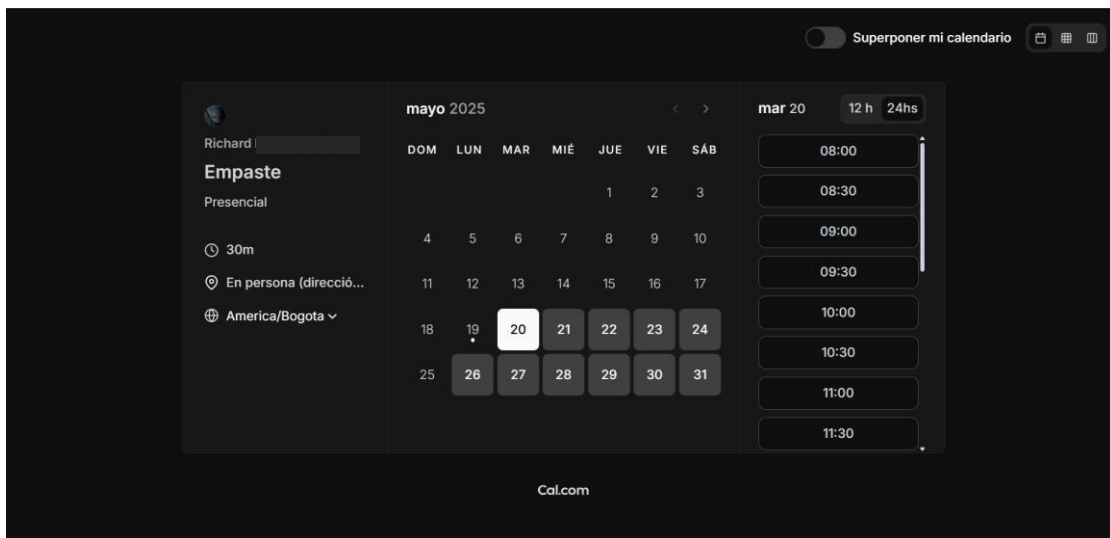 Superponer mi calendario
Richard
Empaste
Presencial
30m
En persona (direcció...
America/Bogota
mayo 2025
DOM LUN MAR MIÉ JUE VIE SÁB
1 2 3
4 5 6 7 8 9 10
11 12 13 14 15 16 17
18 19 20 21 22 23 24
25 26 27 28 29 30 31
mar 20 12 h 24hs
08:00
08:30
09:00
09:30
10:00
10:30
11:00
11:30
Cal.com